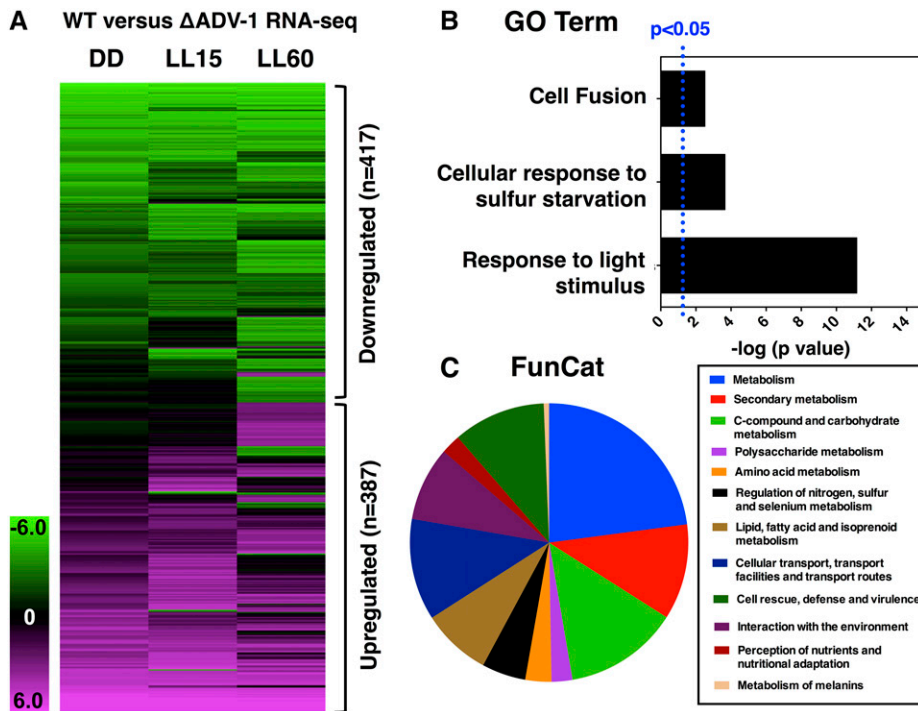 A
WT versus ΔADV-1 RNA-seq
DD LL15 LL60
Downregulated (n=417)
Upregulated (n=387)
-6.0
0
6.0
B
GO Term
p<0.05
Cell Fusion
Cellular response to
sulfur starvation
Response to light
stimulus
0 2 4 6 8 10 12 14
-log (p value)
C
FunCat
Metabolism
Secondary metabolism
C-compound and carbohydrate
metabolism
Polysaccharide metabolism
Amino acid metabolism
Regulation of nitrogen, sulfur
and selenium metabolism
Lipid, fatty acid and isoprenoid
metabolism
Cellular transport, transport
facilities and transport routes
Cell rescue, defense and virulence
Interaction with the environment
Perception of nutrients and
nutritional adaptation
Metabolism of melanins